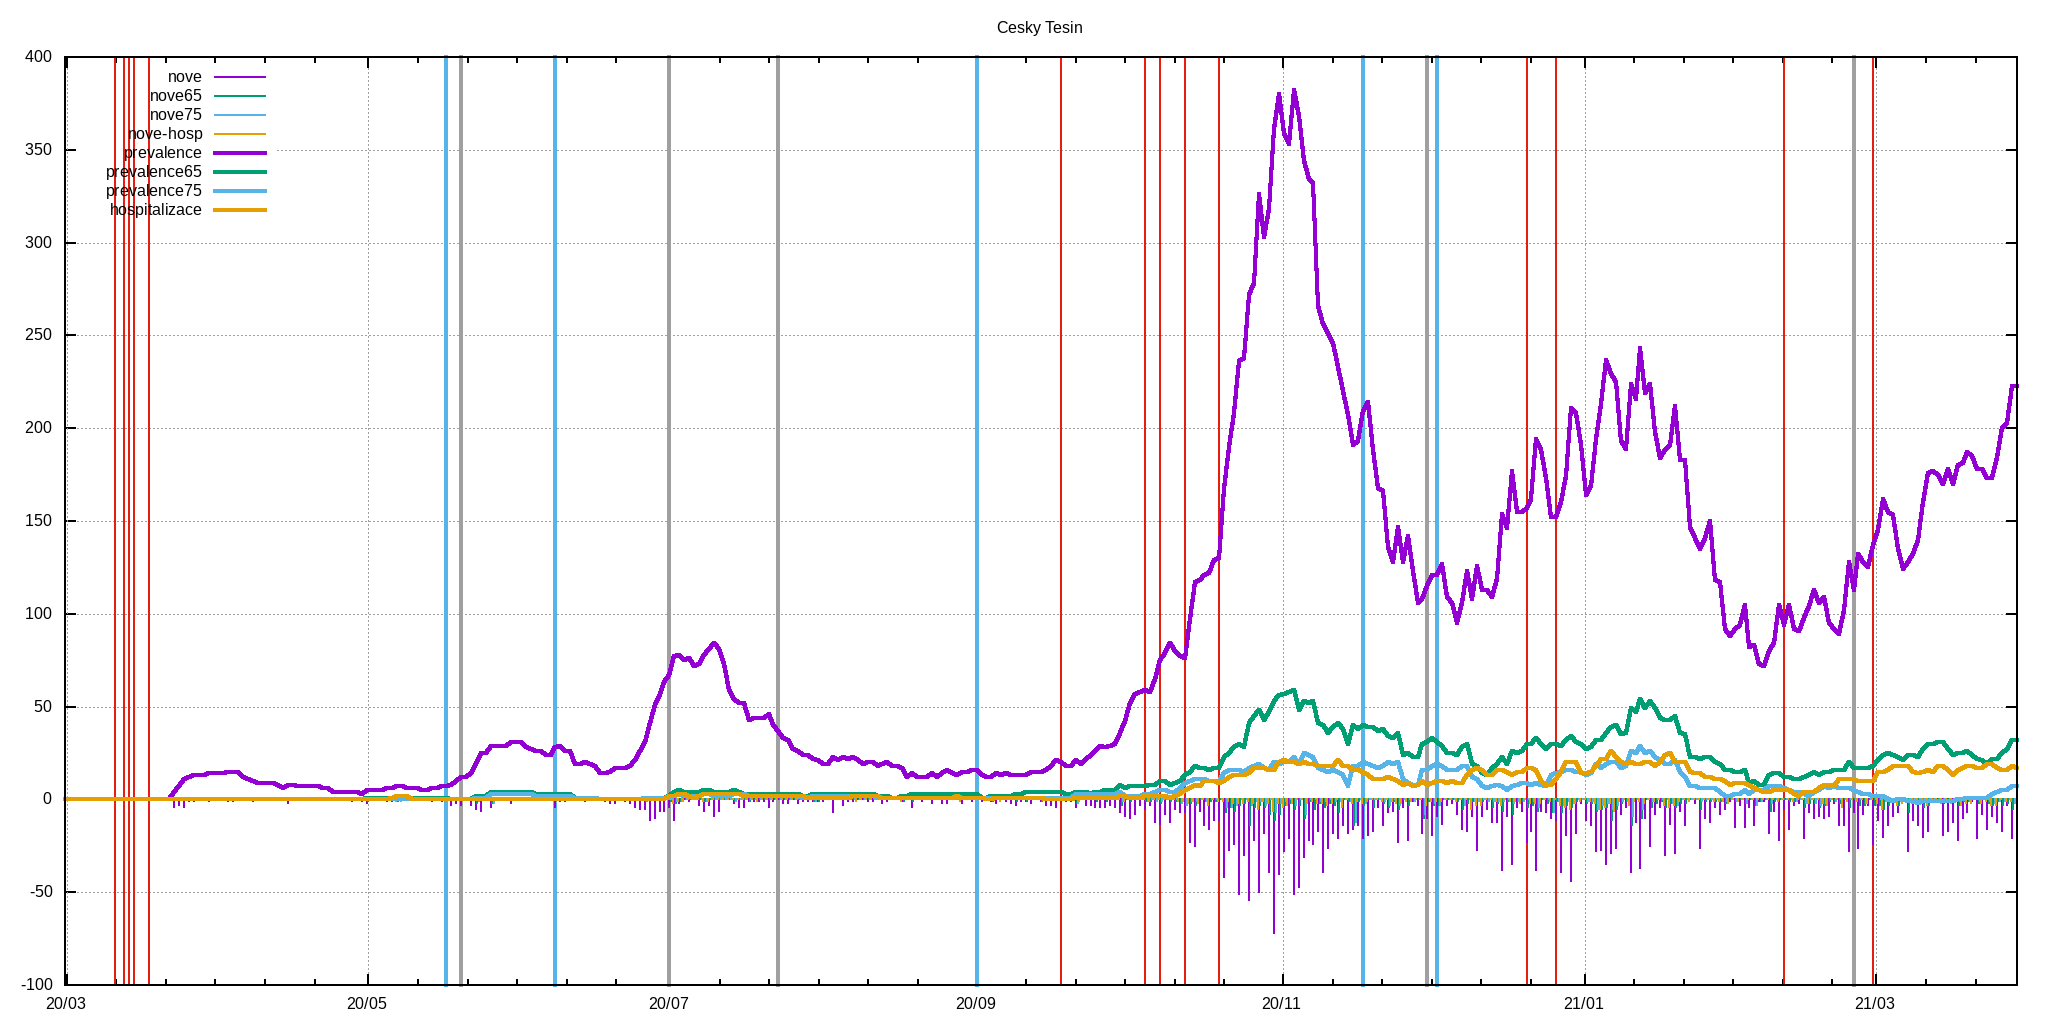 Cesky Tesin
400
350
300
250
200
150
100
50
0
-50
-100
nove
nove65
nove75
nove-hosp
prevalence
prevalence65
prevalence75
hospitalizace
20/03
20/05
20/07
20/09
20/11
21/01
21/03